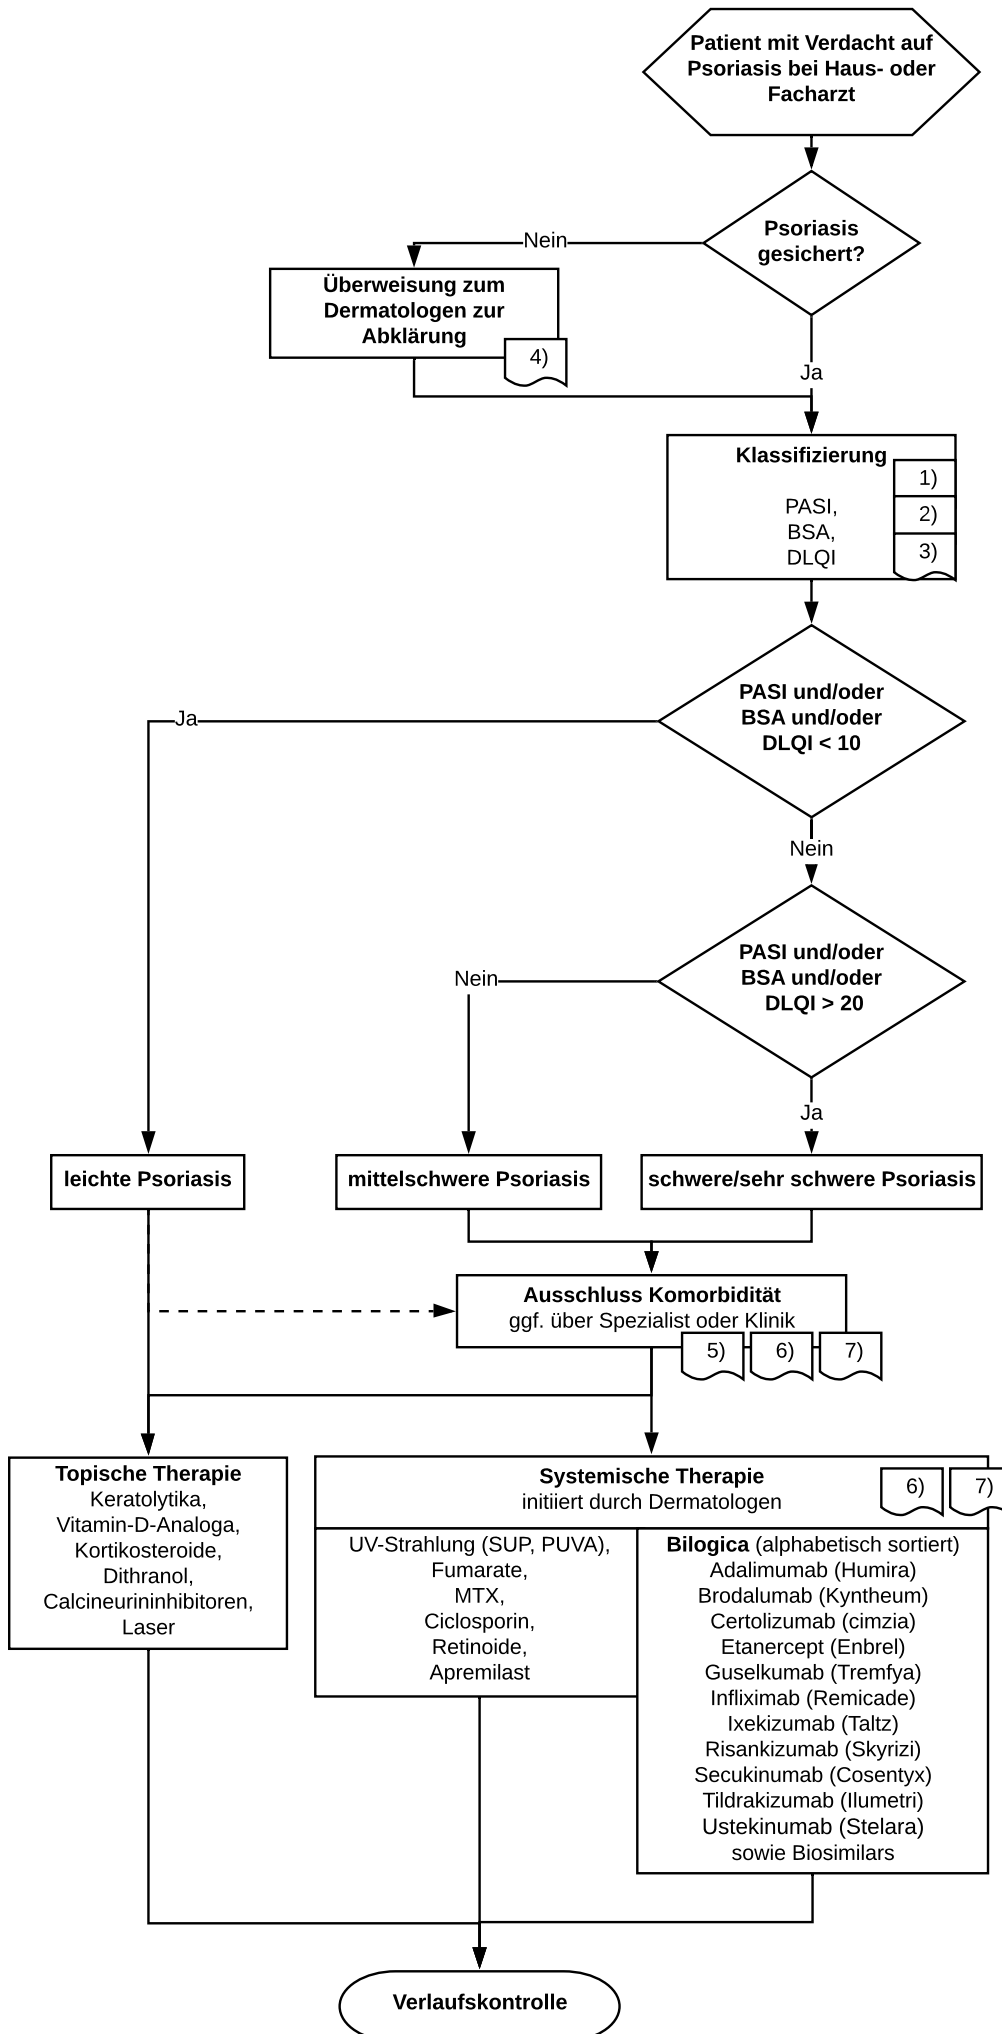 Patient mit Verdacht auf
Psoriasis bei Haus- oder
Facharzt
Psoriasis
gesichert?
Nein
Überweisung zum
Dermatologen zur
Abklärung
4)
Ja
Klassifizierung
1)
PASI,
2)
BSA,
3)
DLQI
PASI und/oder
BSA und/oder
DLQI < 10
Ja
Nein
PASI und/oder
BSA und/oder
DLQI > 20
Nein
Ja
leichte Psoriasis
mittelschwere Psoriasis
schwere/sehr schwere Psoriasis
Ausschluss Komorbidität
ggf. über Spezialist oder Klinik
5)
6)
7)
Topische Therapie
Keratolytika,
Vitamin-D-Analoga,
Kortikosteroide,
Dithranol,
Calcineurininhibitoren,
Laser
Systemische Therapie
initiiert durch Dermatologen
6)
7)
UV-Strahlung (SUP, PUVA),
Fumarate,
MTX,
Ciclosporin,
Retinoide,
Apremilast
Bilogica (alphabetisch sortiert)
Adalimumab (Humira)
Brodalumab (Kyntheum)
Certolizumab (cimzia)
Etanercept (Enbrel)
Guselkumab (Tremfya)
Infliximab (Remicade)
Ixekizumab (Taltz)
Risankizumab (Skyrizi)
Secukinumab (Cosentyx)
Tildrakizumab (Ilumetri)
Ustekinumab (Stelara)
sowie Biosimilars
Verlaufskontrolle